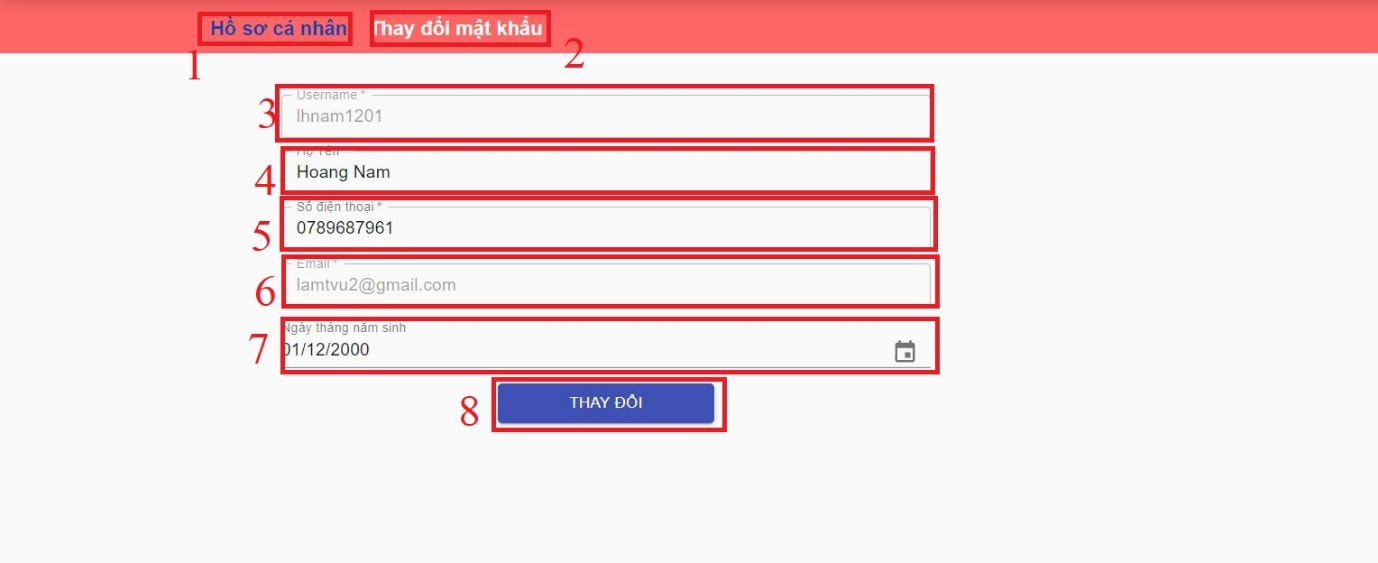 Hồ sơ cá nhân Thay đổi mật khẩu
1 2
3 Username *
lhnam1201
4 Họ Tên
Hoang Nam
5 Số điện thoại *
0789687961
6 Email *
lamtvu2@gmail.com
7 Ngày tháng năm sinh
01/12/2000
8 THAY ĐỔI